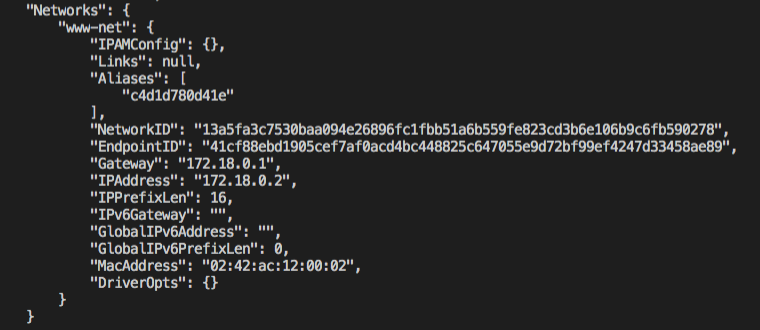 "Networks": {
"www-net": {
"IPAMConfig": {},
"Links": null,
"Aliases": [
"c4d1d780d41e"
],
"NetworkID": "13a5fa3c7530baa094e26896fc1fbb51a6b559fe823cd3b6e106b9c6fb590278",
"EndpointID": "41cf88ebd1905cef7af0acd4bc448825c647055e9d72bf99ef4247d33458ae89",
"Gateway": "172.18.0.1",
"IPAddress": "172.18.0.2",
"IPPrefixLen": 16,
"IPv6Gateway": "",
"GlobalIPv6Address": "",
"GlobalIPv6PrefixLen": 0,
"MacAddress": "02:42:ac:12:00:02",
"DriverOpts": {}
}
}